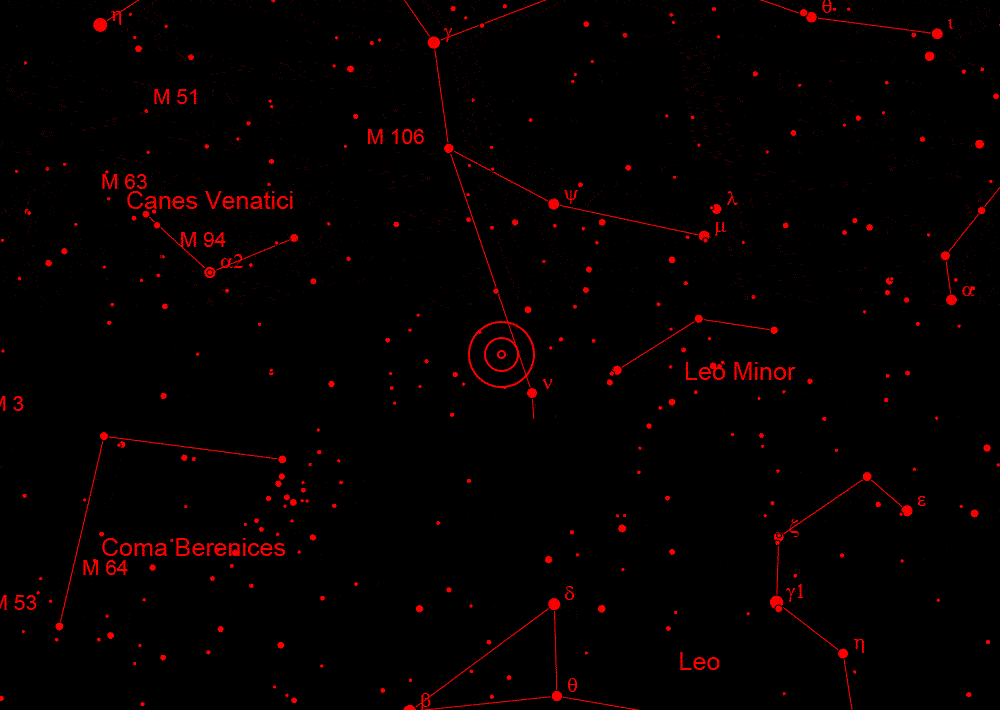 η
γ
θ
ι
M 51
M 106
M 63
Canes Venatici
ψ
λ
μ
M 94
α2
α
Leo Minor
ν
M 3
ε
ζ
Coma Berenices
M 64
M 53
δ
γ1
η
Leo
θ
β